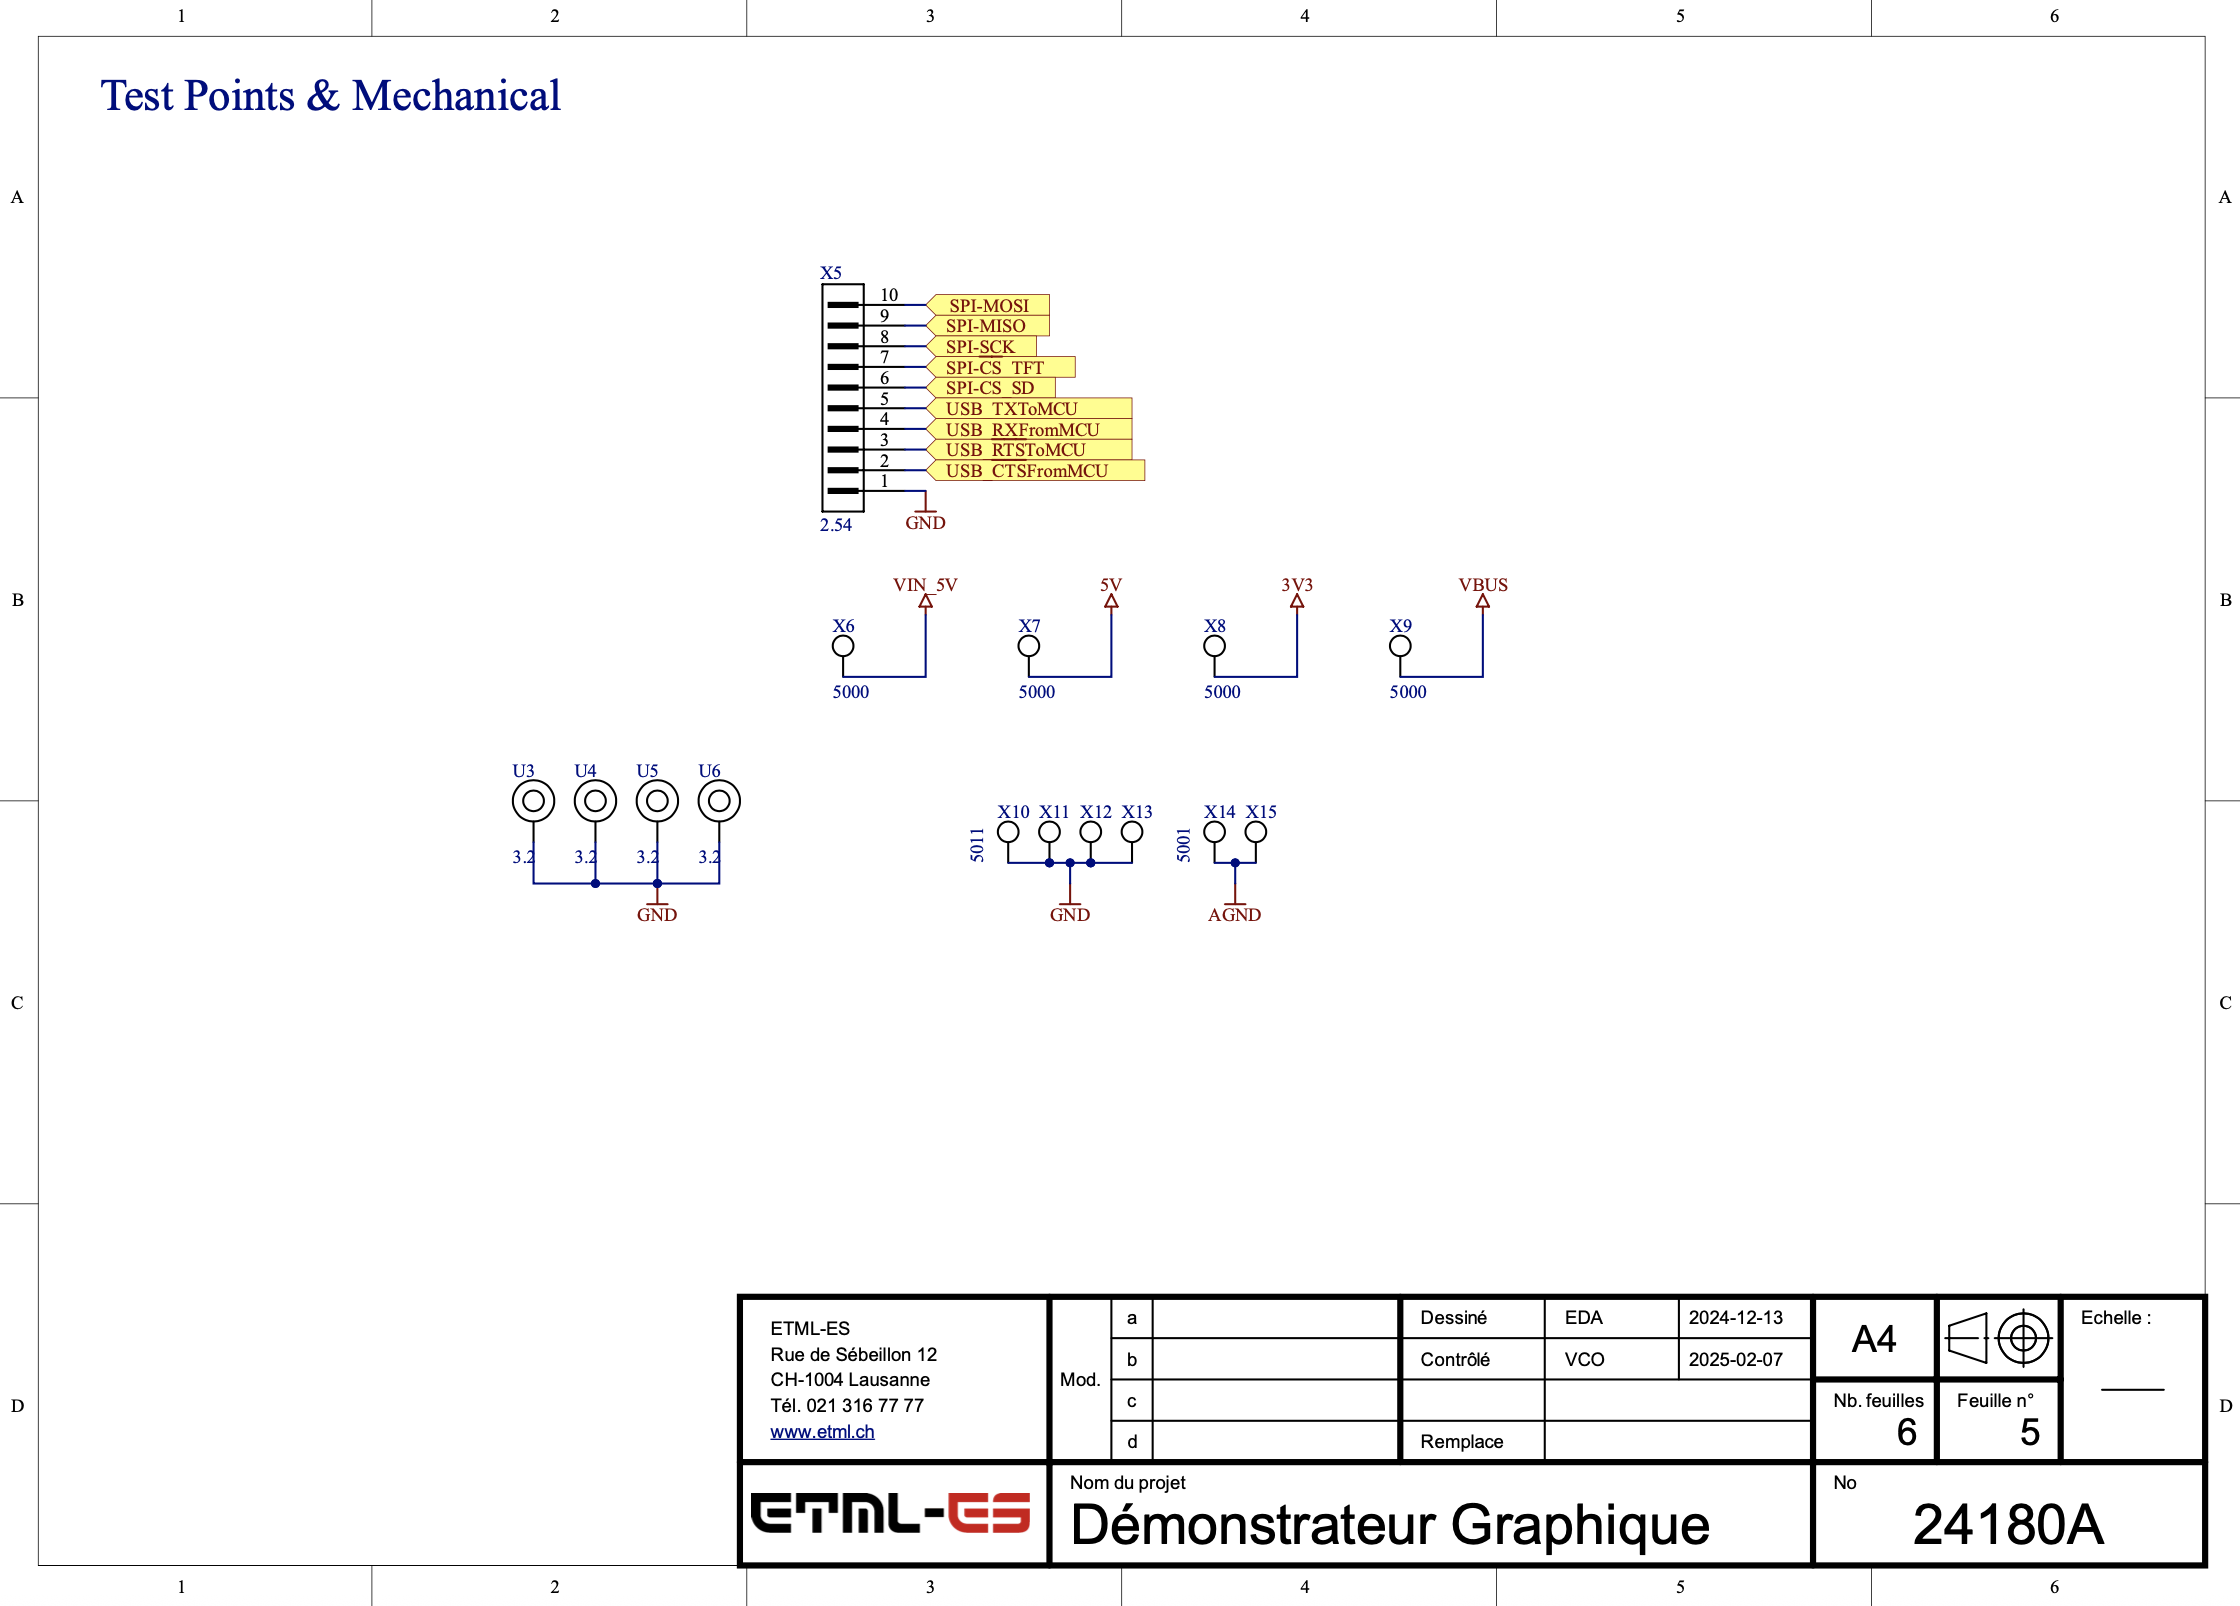 1 2 3 4 5 6
Test Points & Mechanical
A A
X5
10 SPI-MOSI
9 SPI-MISO
8 SPI-SCK
7 SPI-CS_TFT
6 SPI-CS_SD
5 USB_TXToMCU
4 USB_RXFromMCU
3 USB_RTSToMCU
2 USB_CTSFromMCU
1
2.54 GND
VIN_5V 5V 3V3 VBUS
B B
X6 X7 X8 X9
5000 5000 5000 5000
U3 U4 U5 U6
X10 X11 X12 X13 X14 X15
5011 5001
3.2 3.2 3.2 3.2
GND GND AGND
C C
ETML-ES
Rue de Sébeillon 12
CH-1004 Lausanne
Tél. 021 316 77 77
www.etml.ch
Mod.
a
b
c
d
Dessiné EDA 2024-12-13
Contrôlé VCO 2025-02-07
Remplace
A4
Echelle :
Nb. feuilles Feuille n°
6 5
D D
ETML-ES
Nom du projet
Démonstrateur Graphique
No
24180A
1 2 3 4 5 6